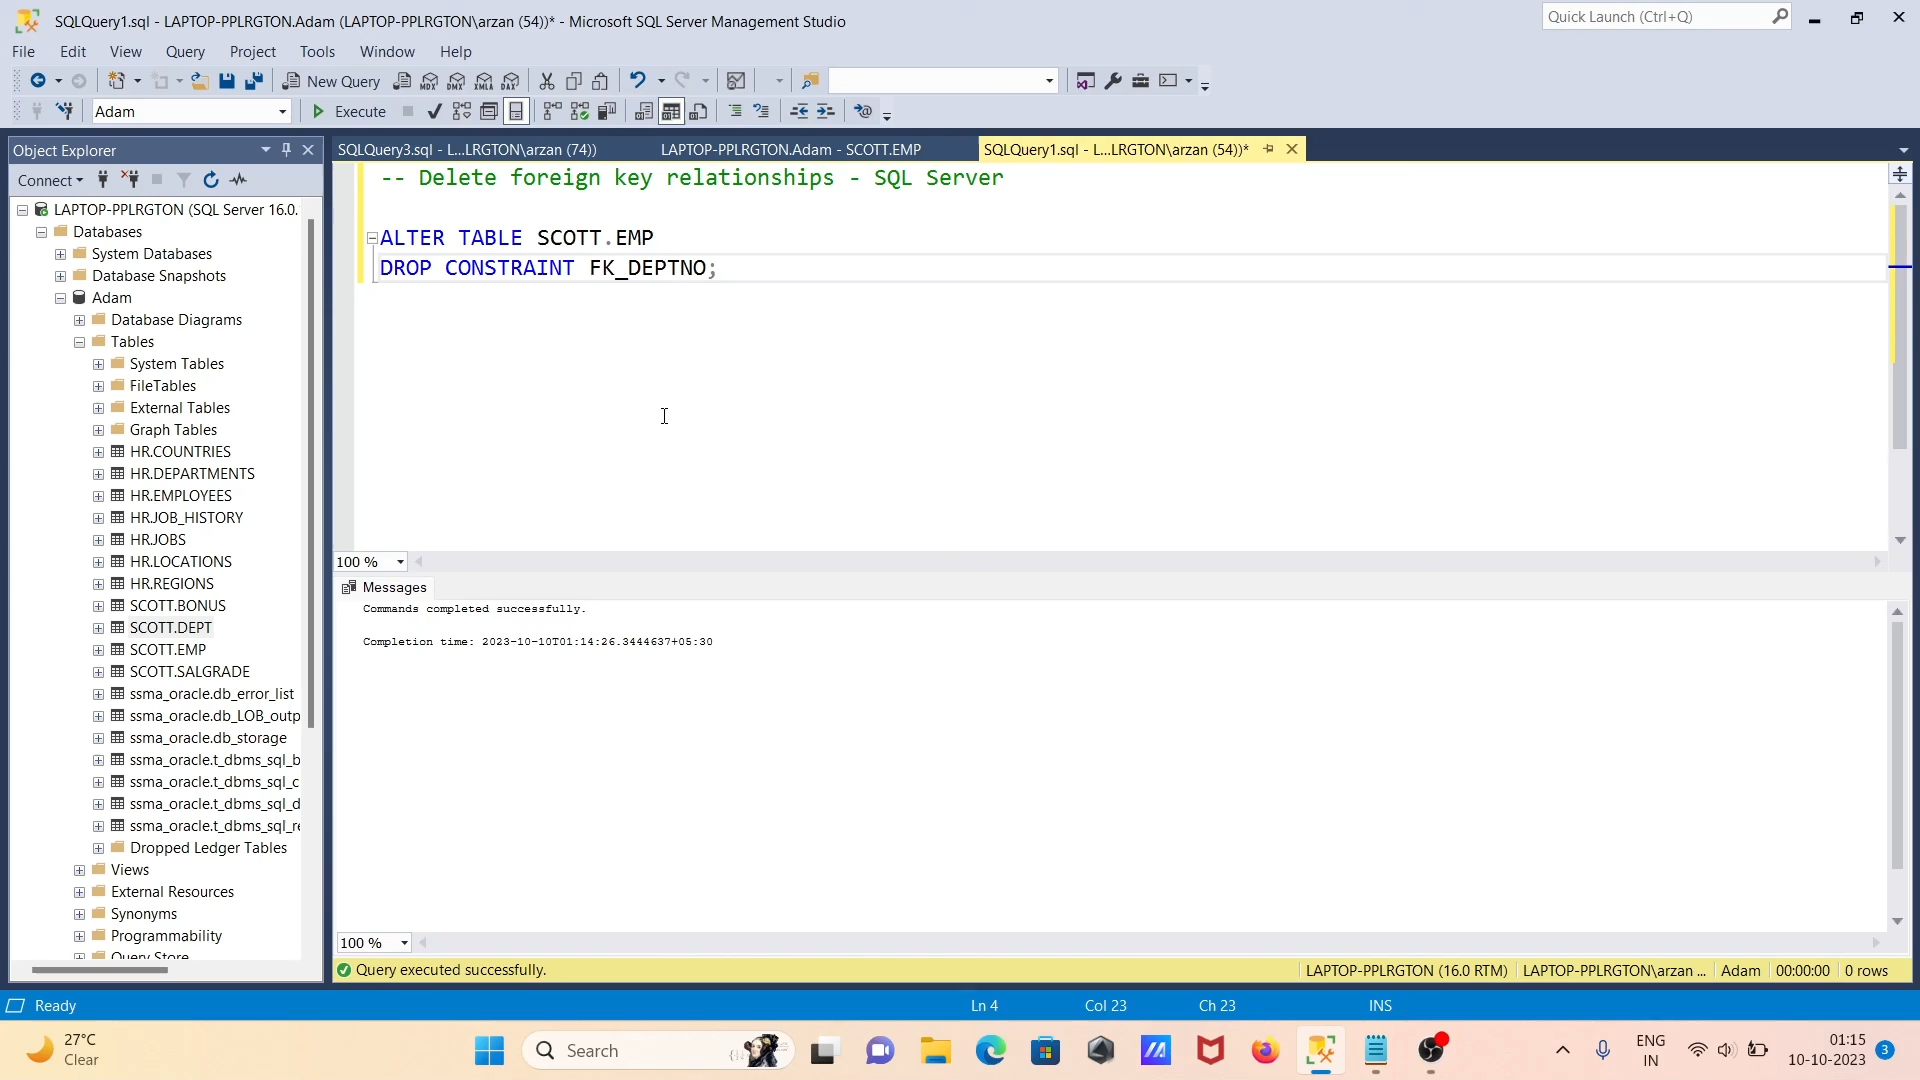 SQLQuery1.sql - LAPTOP-PPLRGTON.Adam (LAPTOP-PPLRGTON\arzan (54))* - Microsoft SQL Server Management Studio
Quick Launch (Ctrl+Q)
File Edit View Query Project Tools Window Help
New Query
MDX DMX XMLA DAX
Adam
Execute
Object Explorer
SQLQuery3.sql - L...LRGTON\arzan (74))
LAPTOP-PPLRGTON.Adam - SCOTT.EMP
SQLQuery1.sql - L...LRGTON\arzan (54))*
Connect
LAPTOP-PPLRGTON (SQL Server 16.0.
Databases
System Databases
Database Snapshots
Adam
Database Diagrams
Tables
System Tables
FileTables
External Tables
Graph Tables
HR.COUNTRIES
HR.DEPARTMENTS
HR.EMPLOYEES
HR.JOB_HISTORY
HR.JOBS
HR.LOCATIONS
HR.REGIONS
SCOTT.BONUS
SCOTT.DEPT
SCOTT.EMP
SCOTT.SALGRADE
ssma_oracle.db_error_list
ssma_oracle.db_LOB_outp
ssma_oracle.db_storage
ssma_oracle.t_dbms_sql_b
ssma_oracle.t_dbms_sql_c
ssma_oracle.t_dbms_sql_d
ssma_oracle.t_dbms_sql_re
Dropped Ledger Tables
Views
External Resources
Synonyms
Programmability
Query Store
-- Delete foreign key relationships - SQL Server
ALTER TABLE SCOTT.EMP
DROP CONSTRAINT FK_DEPTNO;
100 %
Messages
Commands completed successfully.
Completion time: 2023-10-10T01:14:26.3444637+05:30
100 %
Query executed successfully.
LAPTOP-PPLRGTON (16.0 RTM)
LAPTOP-PPLRGTON\arzan ...
Adam
00:00:00
0 rows
Ready
Ln 4
Col 23
Ch 23
INS
27°C
Clear
Search
ENG
IN
01:15
10-10-2023
3